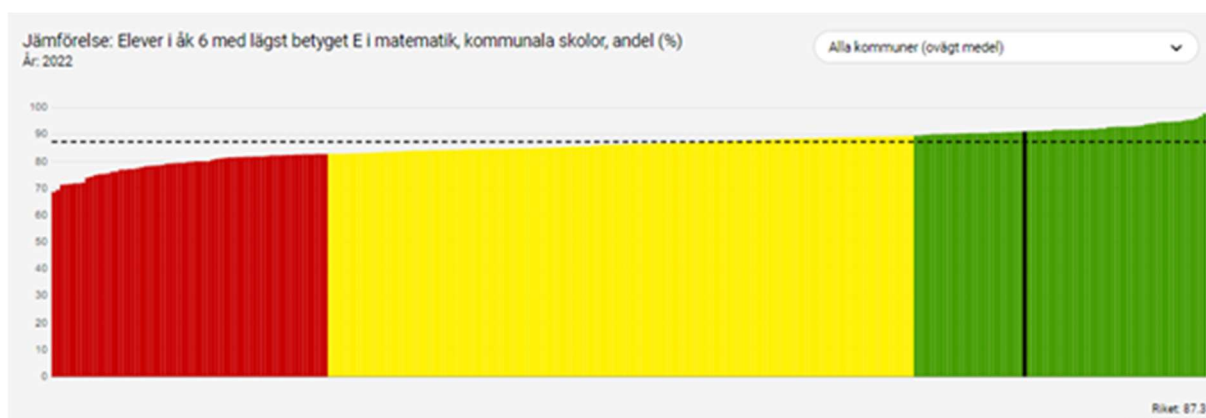 Jämförelse: Elever i åk 6 med lägst betyget E i matematik, kommunala skolor, andel (%)
År: 2022
Alla kommuner (ovägt medel)
100
90
80
70
60
50
40
30
20
10
0
Riket: 87.3